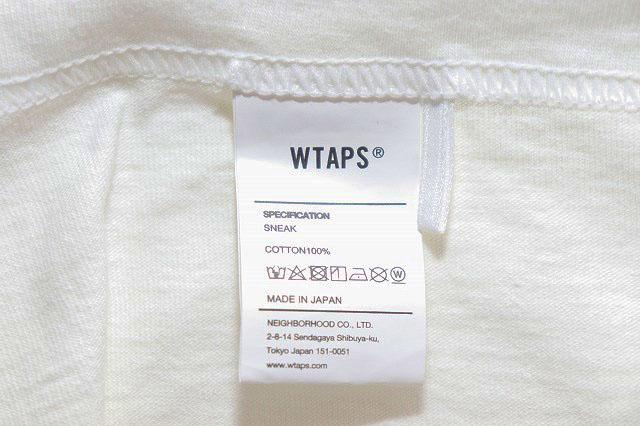 WTAPS®
SPECIFICATION
SNEAK
COTTON100%
W
MADE IN JAPAN
NEIGHBORHOOD CO., LTD.
2-8-14 Sendagaya Shibuya-ku,
Tokyo Japan 151-0051
www.wtaps.com